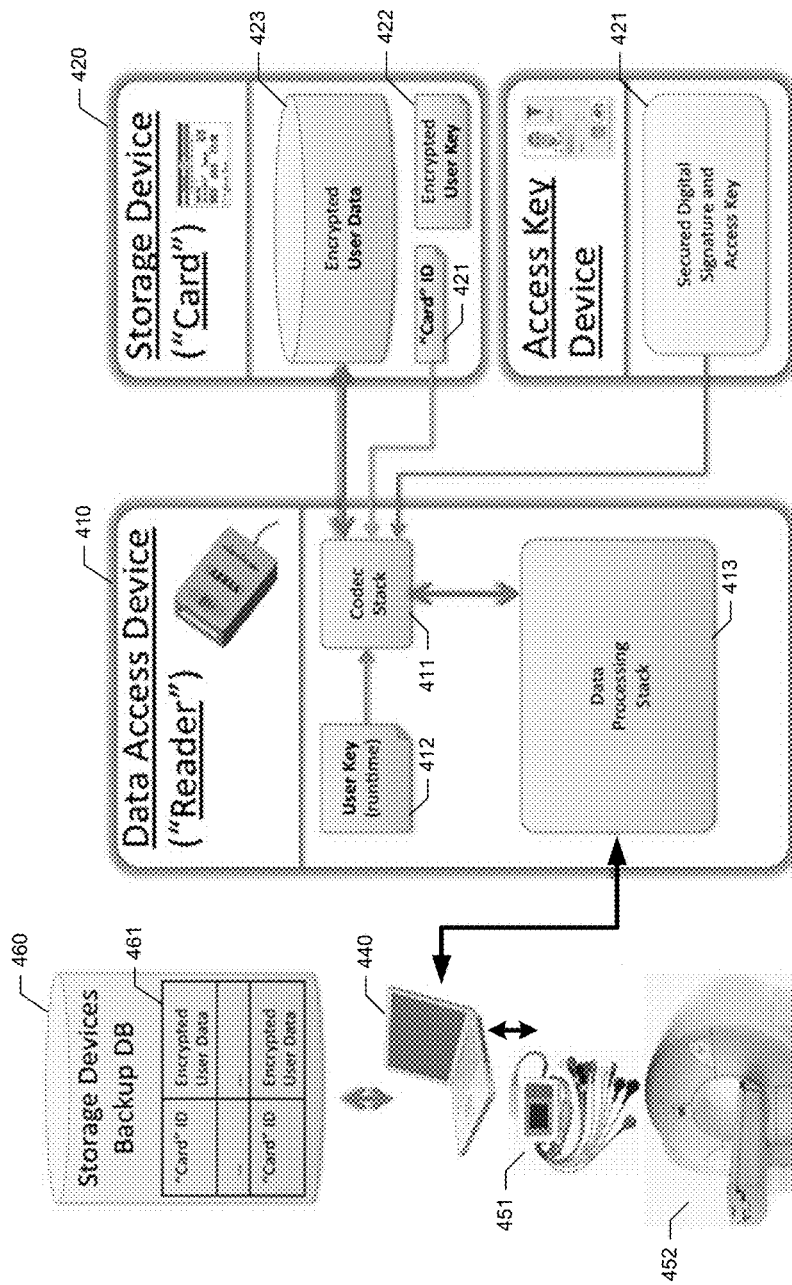 460
Storage Devices
Backup DB
461
"Card" ID
Encrypted
User Data
...
...
"Card" ID
Encrypted
User Data
440
451
452
410
Data Access Device
("Reader")
User Key
(runtime)
412
Codec
Stack
411
Data
Processing
Stack
413
420
Storage Device
("Card")
423
Encrypted
User Data
422
"Card" ID
421
Encrypted
User Key
Access Key
Device
421
Secured Digital
Signature and
Access Key